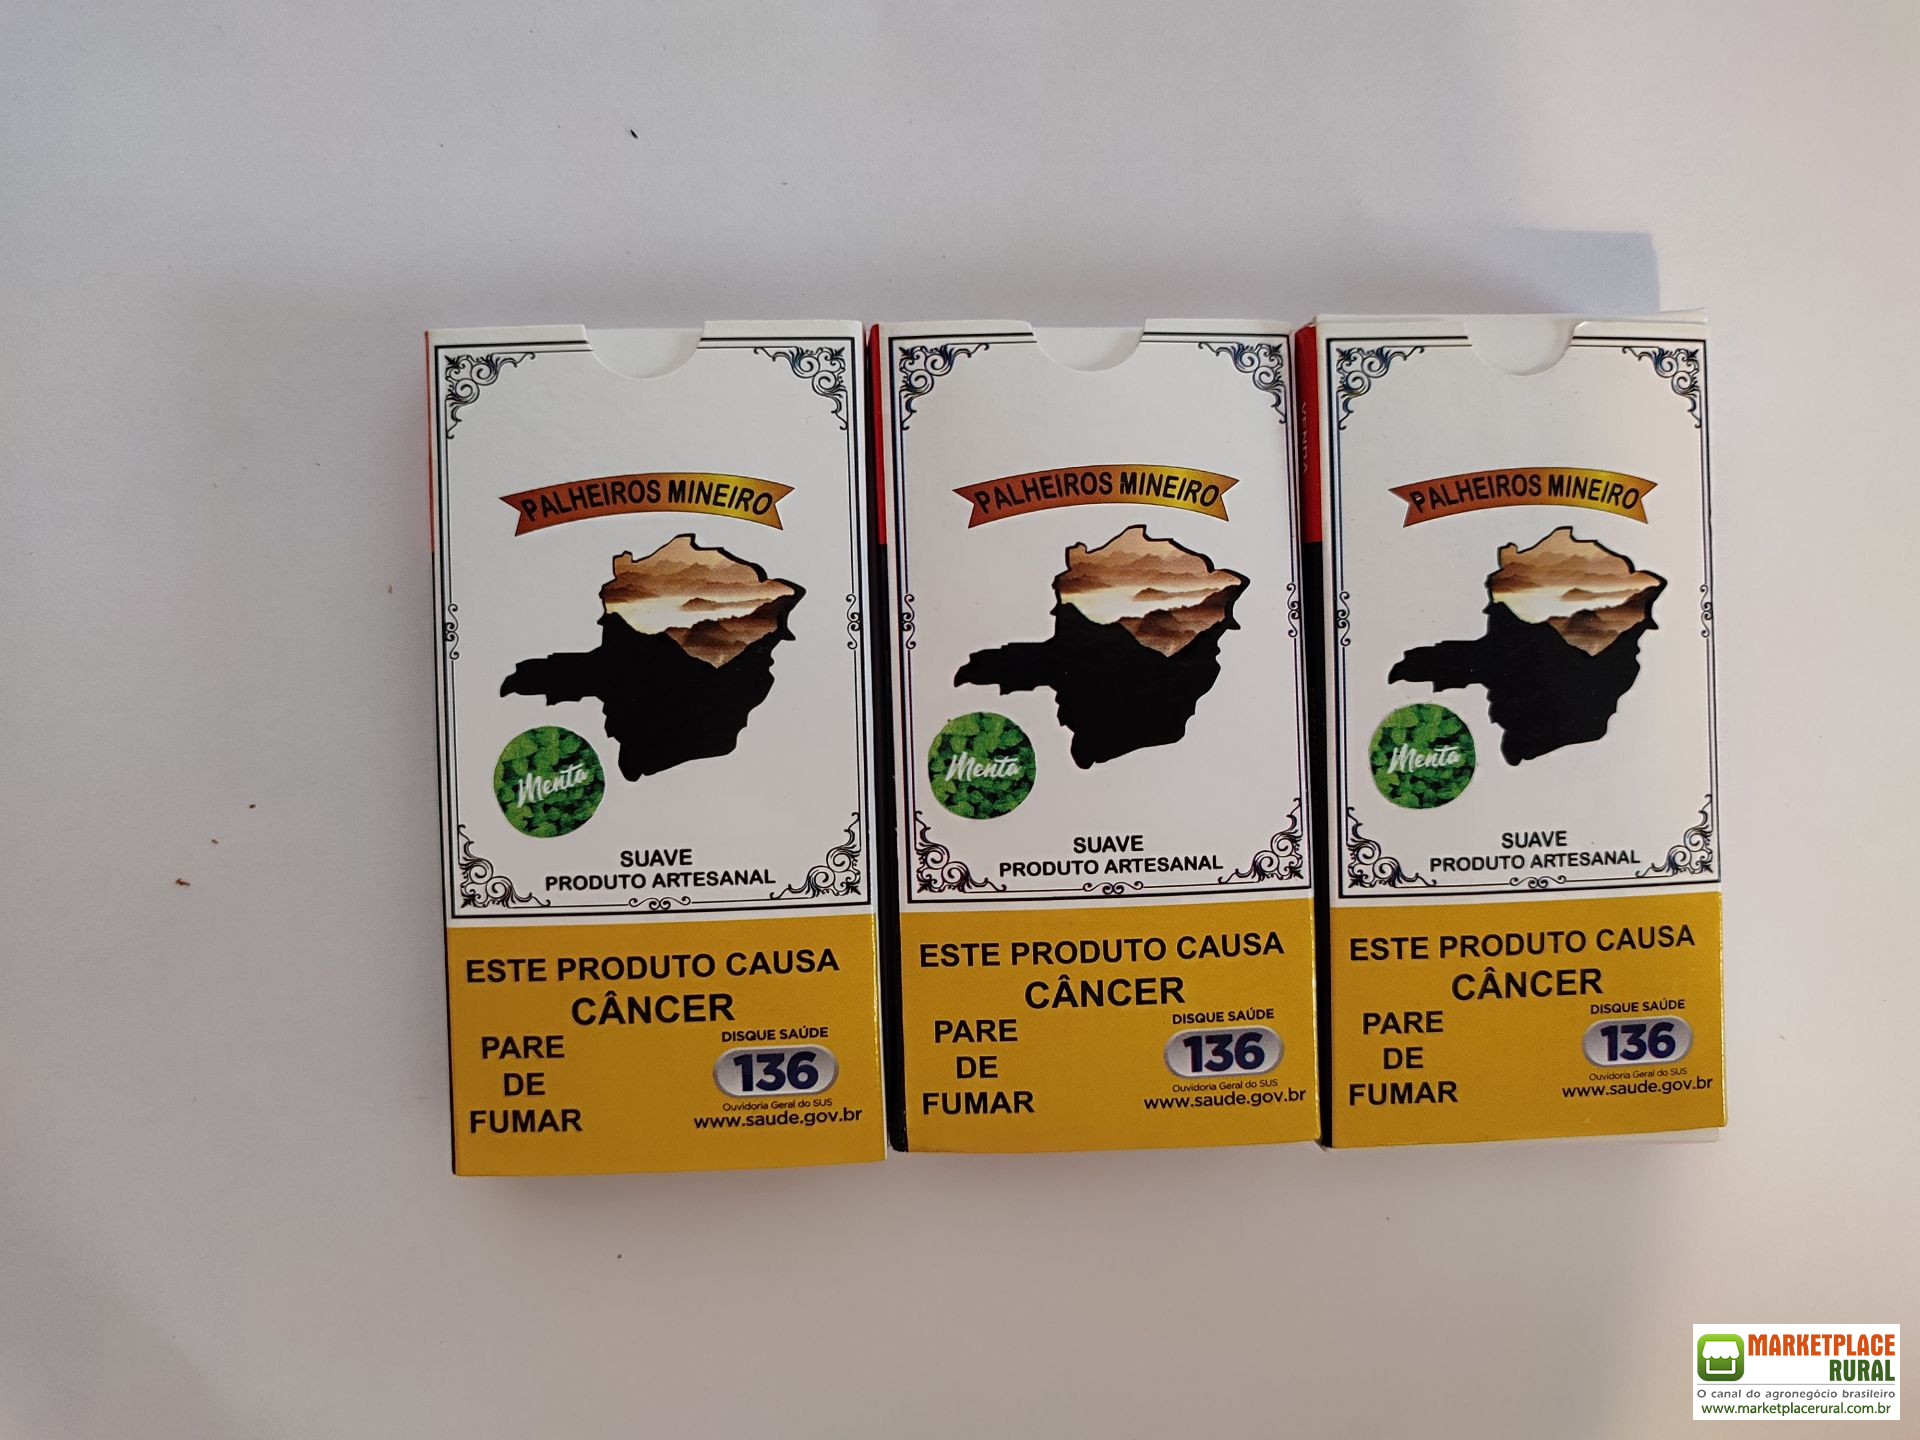 PALHEIROS MINEIRO
Menta
SUAVE
PRODUTO ARTESANAL
ESTE PRODUTO CAUSA
CÂNCER
PARE
DE
FUMAR
DISQUE SAÚDE
136
Ouvidoria Geral do SUS
www.saude.gov.br
PALHEIROS MINEIRO
Menta
SUAVE
PRODUTO ARTESANAL
ESTE PRODUTO CAUSA
CÂNCER
PARE
DE
FUMAR
DISQUE SAÚDE
136
Ouvidoria Geral do SUS
www.saude.gov.br
VENDA
PALHEIROS MINEIRO
Menta
SUAVE
PRODUTO ARTESANAL
ESTE PRODUTO CAUSA
CÂNCER
PARE
DE
FUMAR
DISQUE SAÚDE
136
Ouvidoria Geral do SUS
www.saude.gov.br
MARKETPLACE
RURAL
O canal do agronegócio brasileiro
www.marketplacerural.com.br